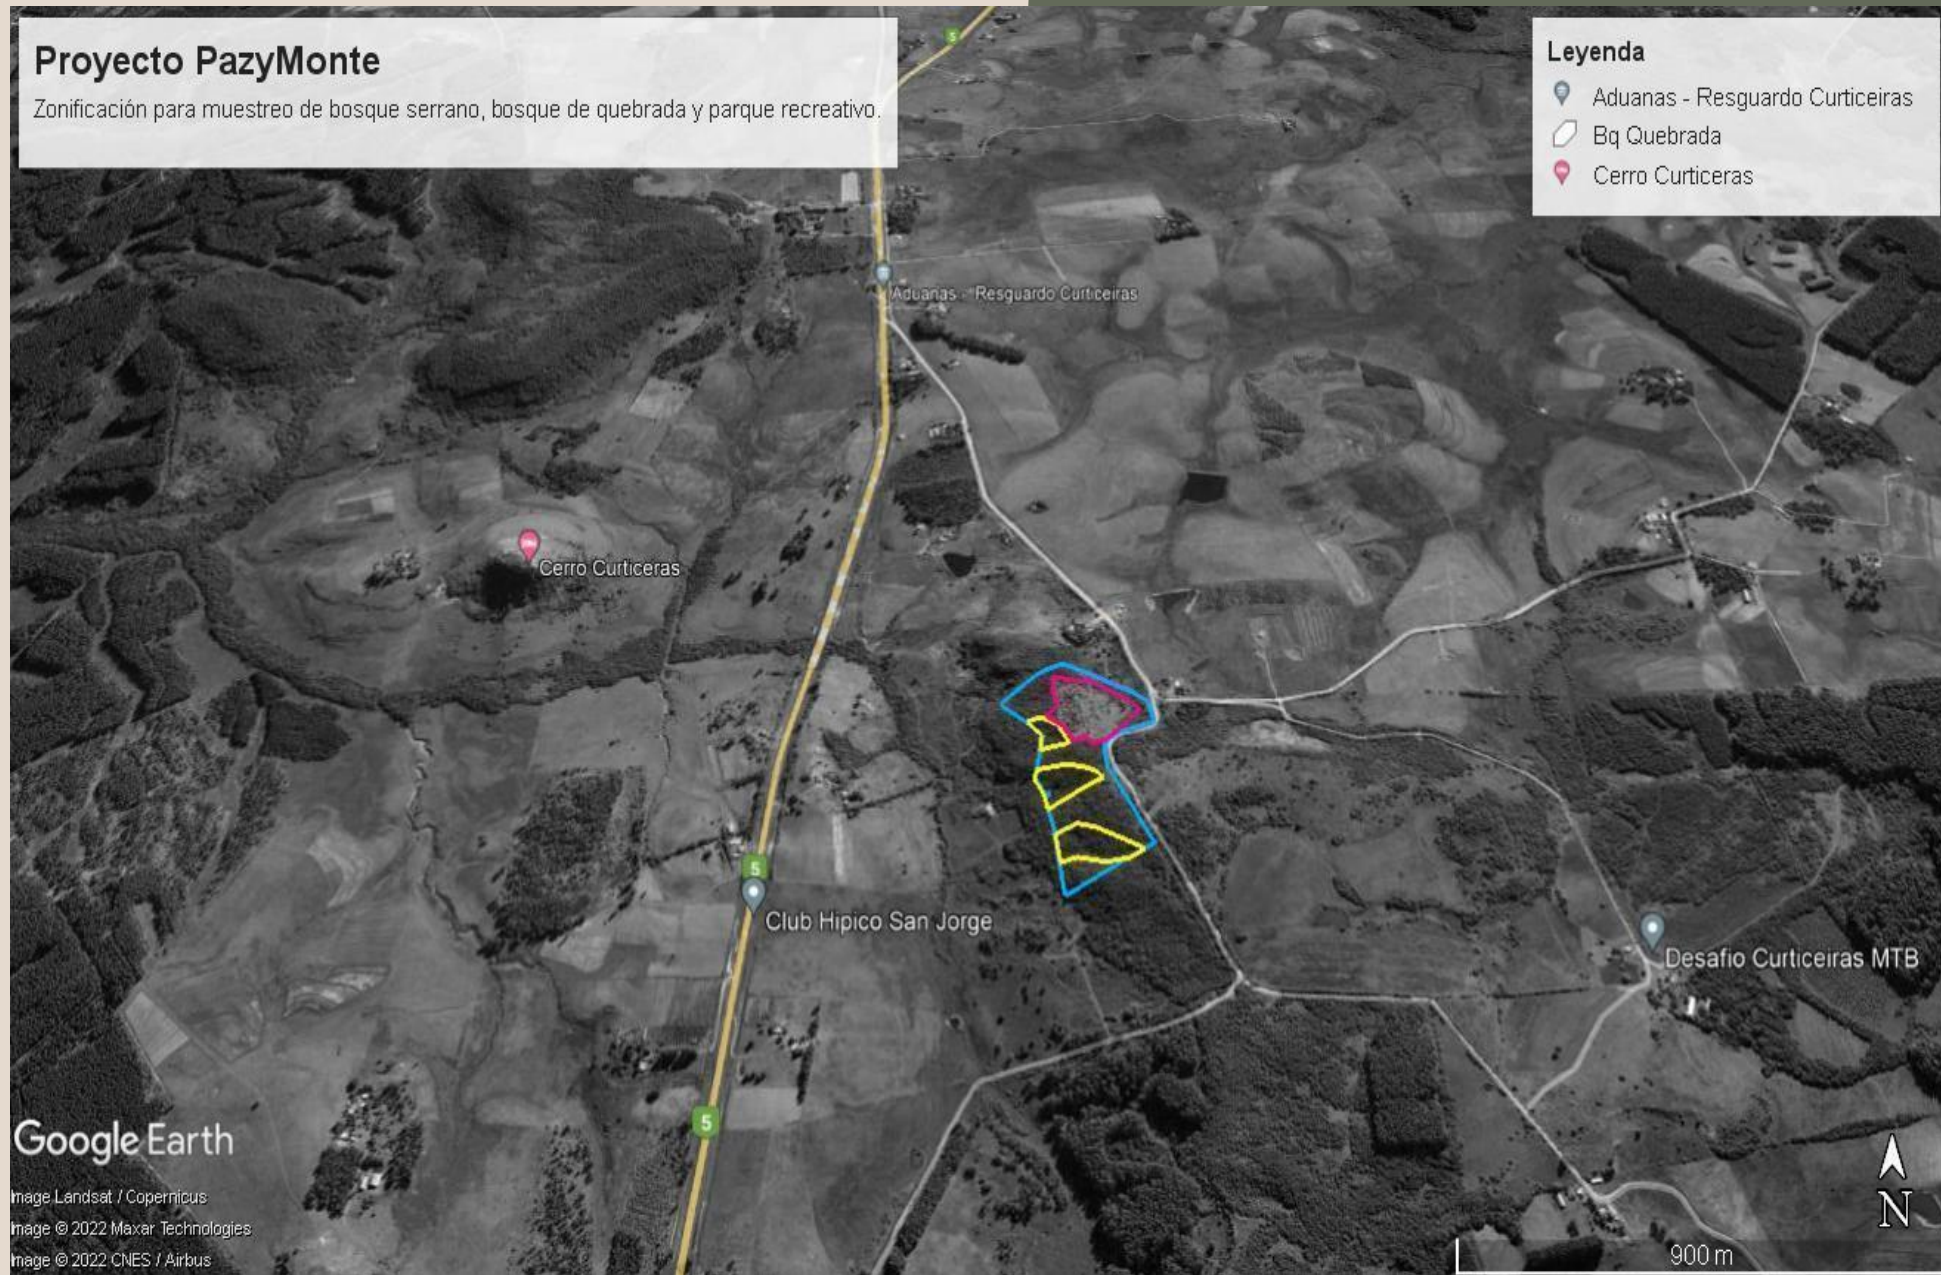 Proyecto PazyMonte
Zonificación para muestreo de bosque serrano, bosque de quebrada y parque recreativo.
Leyenda
Aduanas - Resguardo Curticeiras
Bq Quebrada
Cerro Curticeras
5
Aduanas - Resguardo Curticeiras
Cerro Curticeras
5
Club Hipico San Jorge
Desafio Curticeiras MTB
5
Google Earth
Image Landsat / Copernicus
Image © 2022 Maxar Technologies
Image © 2022 CNES / Airbus
N
900 m